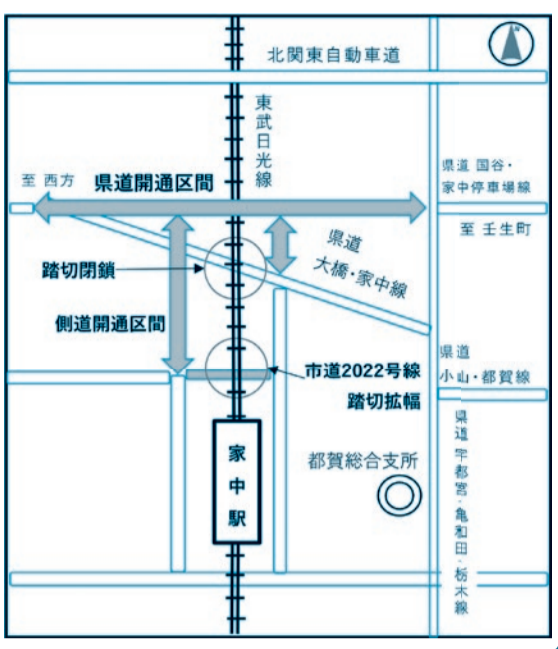 N
北関東自動車道
東武日光線
県道 国谷・
家中停車場線
至 西方
県道開通区間
至 壬生町
県道
大橋・家中線
踏切閉鎖
側道開通区間
県道
小山・都賀線
市道2022号線
踏切拡幅
県道 宇都宮・亀和田・栃木線
家中駅
都賀総合支所